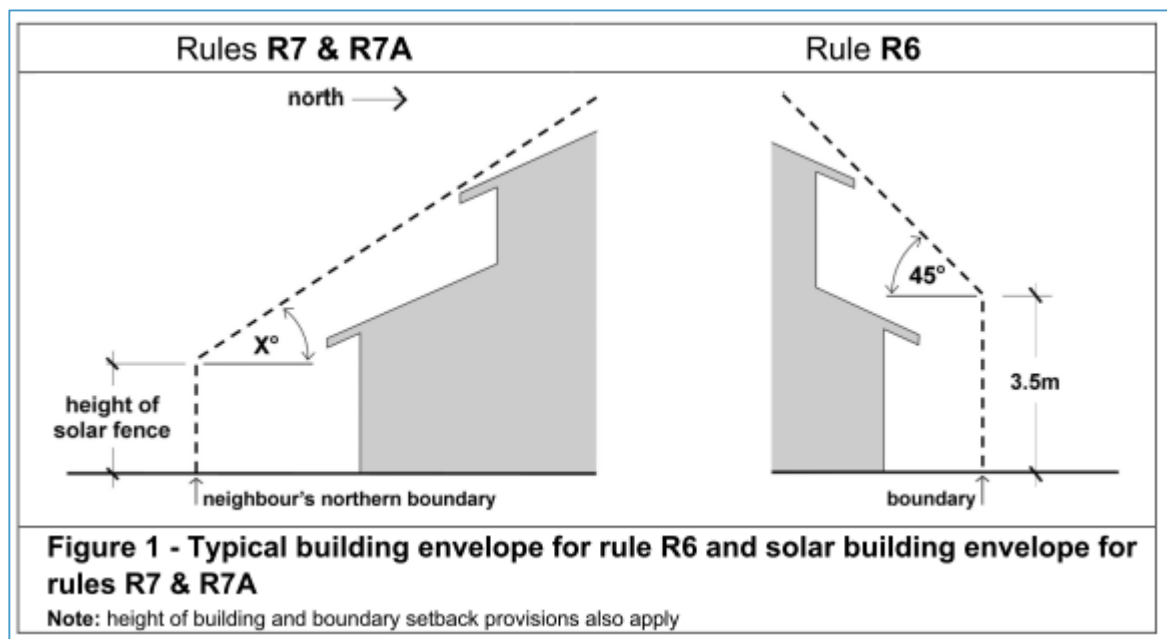 Rules R7 & R7A
Rule R6
north
X°
height of
solar fence
neighbour's northern boundary
45°
3.5m
boundary
Figure 1 - Typical building envelope for rule R6 and solar building envelope for
rules R7 & R7A
Note: height of building and boundary setback provisions also apply